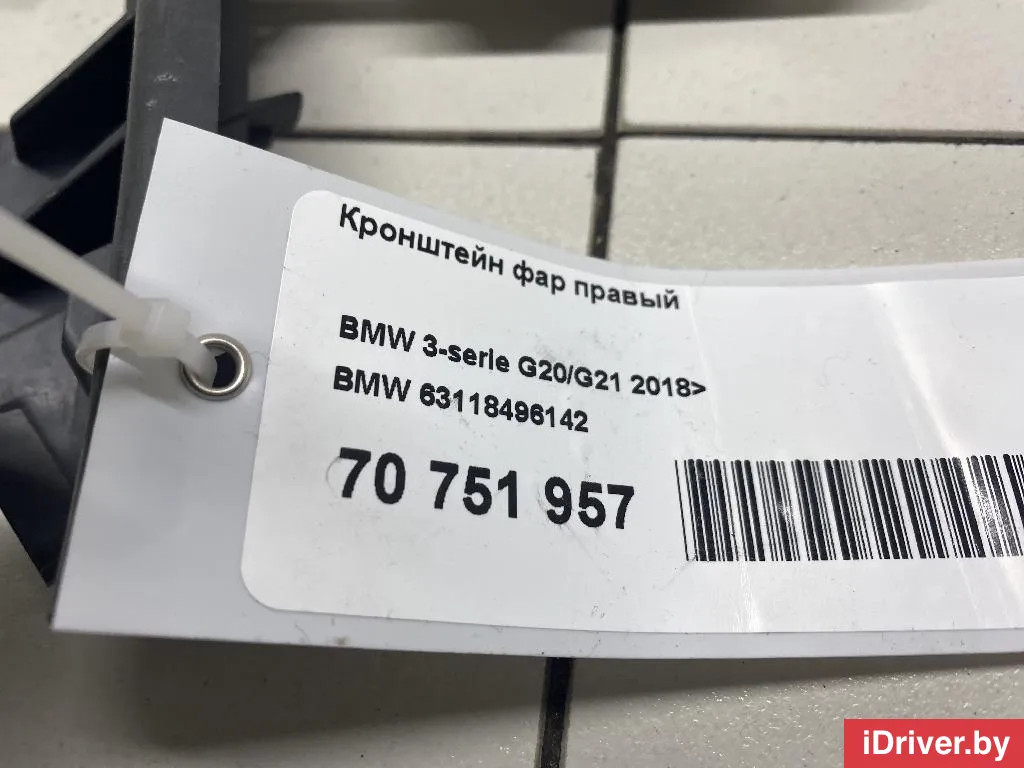 Кронштейн фар правый
BMW 3-serie G20/G21 2018>
BMW 63118496142
70 751 957
iDriver.by